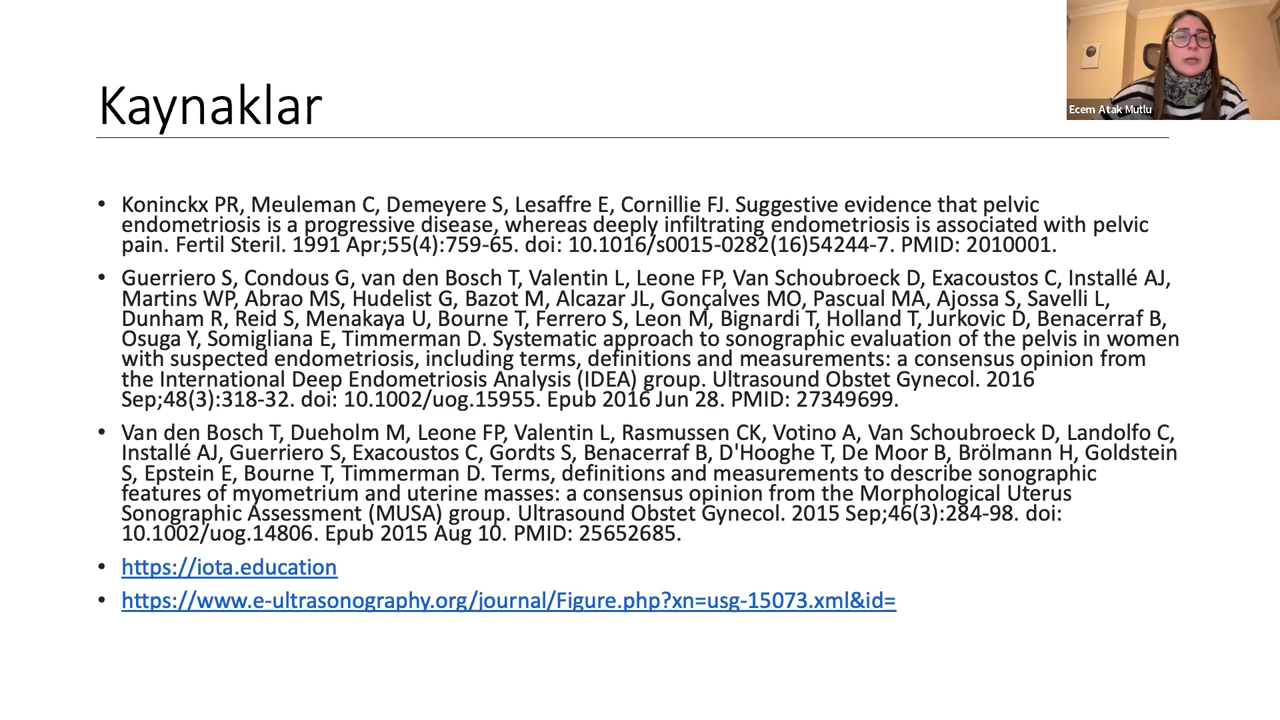 Ecem Atak Mutlu
Kaynaklar
• Koninckx PR, Meuleman C, Demeyere S, Lesaffre E, Cornillie FJ. Suggestive evidence that pelvic
endometriosis is a progressive disease, whereas deeply infiltrating endometriosis is associated with pelvic
pain. Fertil Steril. 1991 Apr;55(4):759-65. doi: 10.1016/s0015-0282(16)54244-7. PMID: 2010001.
• Guerriero S, Condous G, van den Bosch T, Valentin L, Leone FP, Van Schoubroeck D, Exacoustos C, Installé AJ,
Martins WP, Abrao MS, Hudelist G, Bazot M, Alcazar JL, Gonçalves MO, Pascual MA, Ajossa S, Savelli L,
Dunham R, Reid S, Menakaya U, Bourne T, Ferrero S, Leon M, Bignardi T, Holland T, Jurkovic D, Benacerraf B,
Osuga Y, Somigliana E, Timmerman D. Systematic approach to sonographic evaluation of the pelvis in women
with suspected endometriosis, including terms, definitions and measurements: a consensus opinion from
the International Deep Endometriosis Analysis (IDEA) group. Ultrasound Obstet Gynecol. 2016
Sep;48(3):318-32. doi: 10.1002/uog.15955. Epub 2016 Jun 28. PMID: 27349699.
• Van den Bosch T, Dueholm M, Leone FP, Valentin L, Rasmussen CK, Votino A, Van Schoubroeck D, Landolfo C,
Installé AJ, Guerriero S, Exacoustos C, Gordts S, Benacerraf B, D'Hooghe T, De Moor B, Brölmann H, Goldstein
S, Epstein E, Bourne T, Timmerman D. Terms, definitions and measurements to describe sonographic
features of myometrium and uterine masses: a consensus opinion from the Morphological Uterus
Sonographic Assessment (MUSA) group. Ultrasound Obstet Gynecol. 2015 Sep;46(3):284-98. doi:
10.1002/uog.14806. Epub 2015 Aug 10. PMID: 25652685.
• https://iota.education
• https://www.e-ultrasonography.org/journal/Figure.php?xn=usg-15073.xml&id=